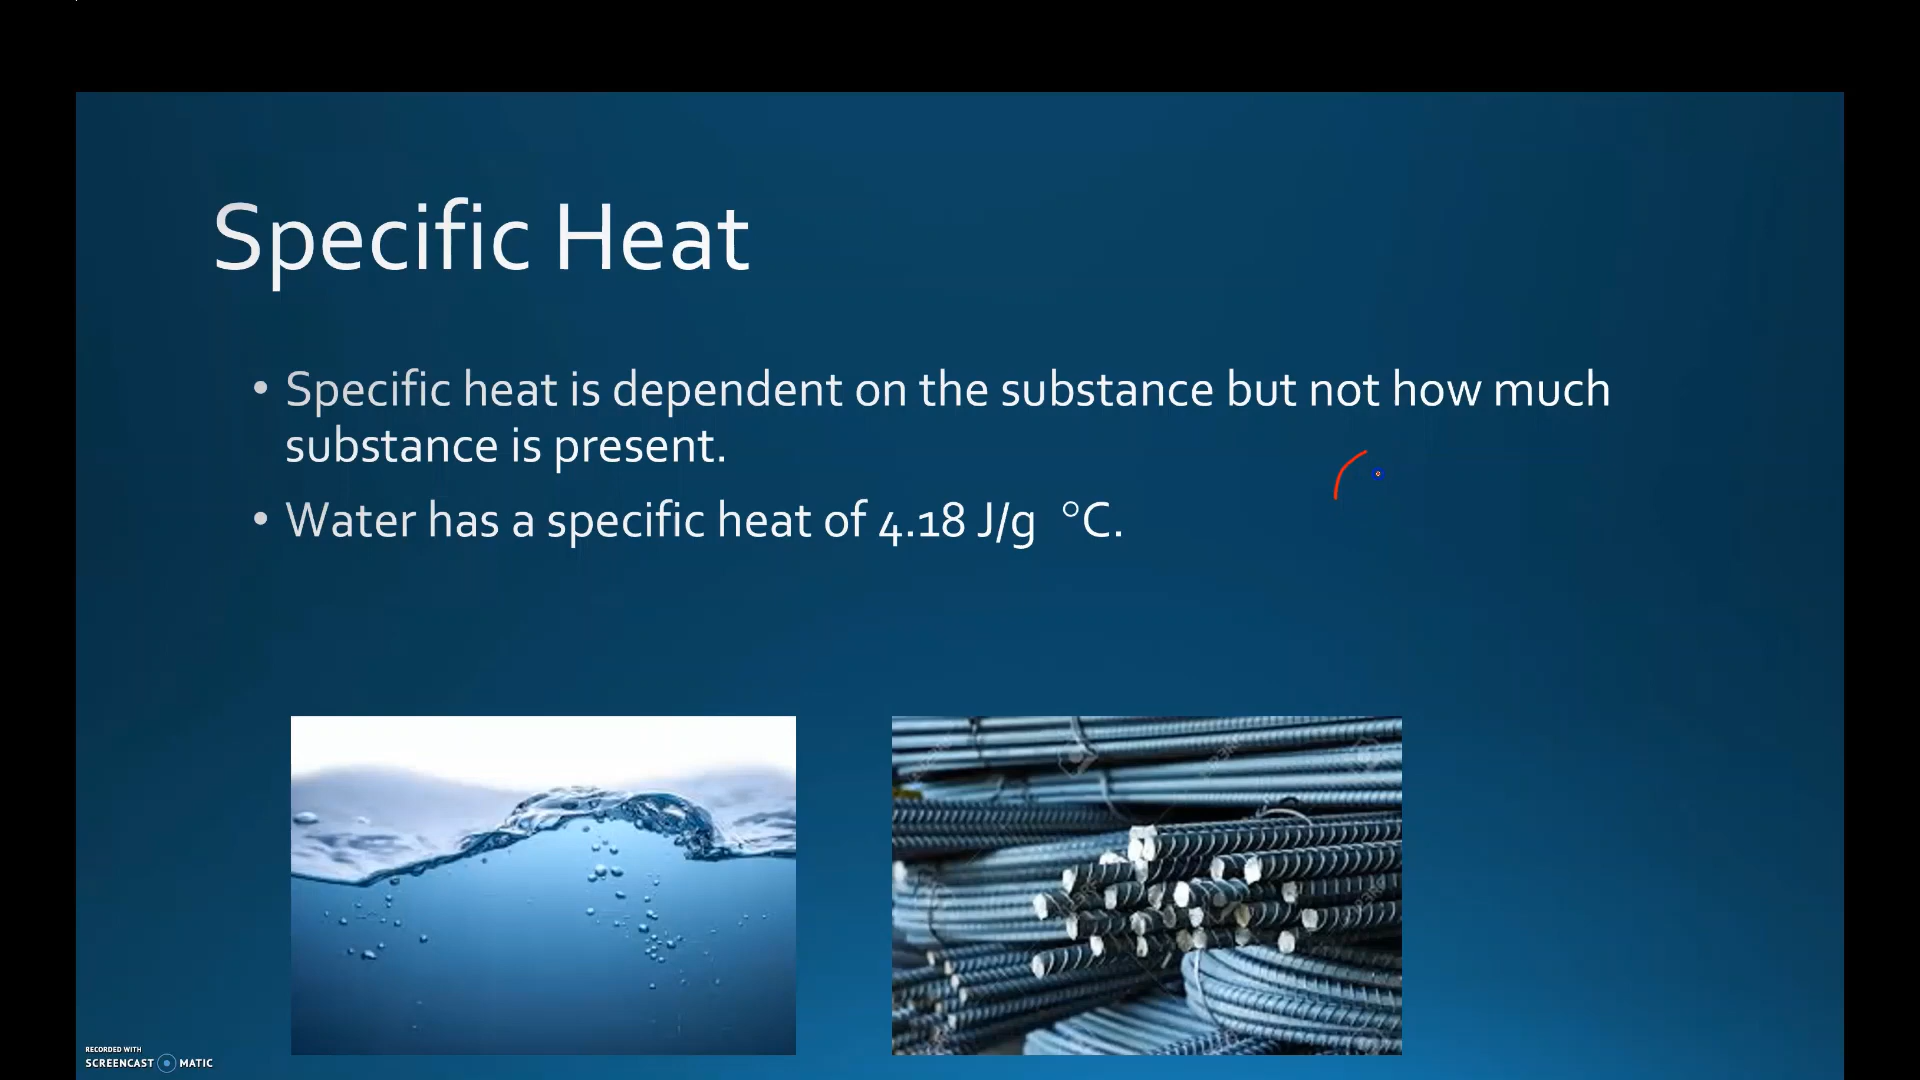 Specific Heat
• Specific heat is dependent on the substance but not how much
substance is present.
• Water has a specific heat of 4.18 J/g °C.
RECORDED WITH
SCREENCAST MATIC